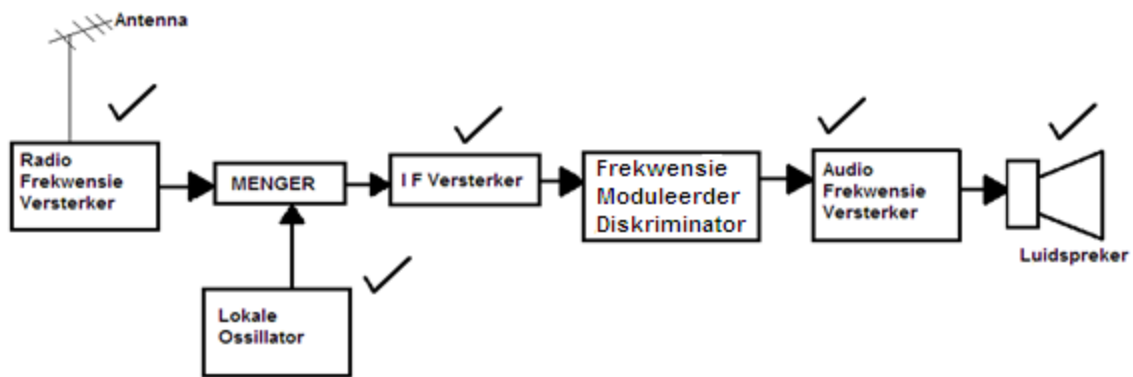 Antenna
Radio
Frekwensie
Versterker
MENGER
I F Versterker
Frekwensie
Moduleerder
Diskriminator
Audio
Frekwensie
Versterker
Luidspreker
Lokale
Ossillator